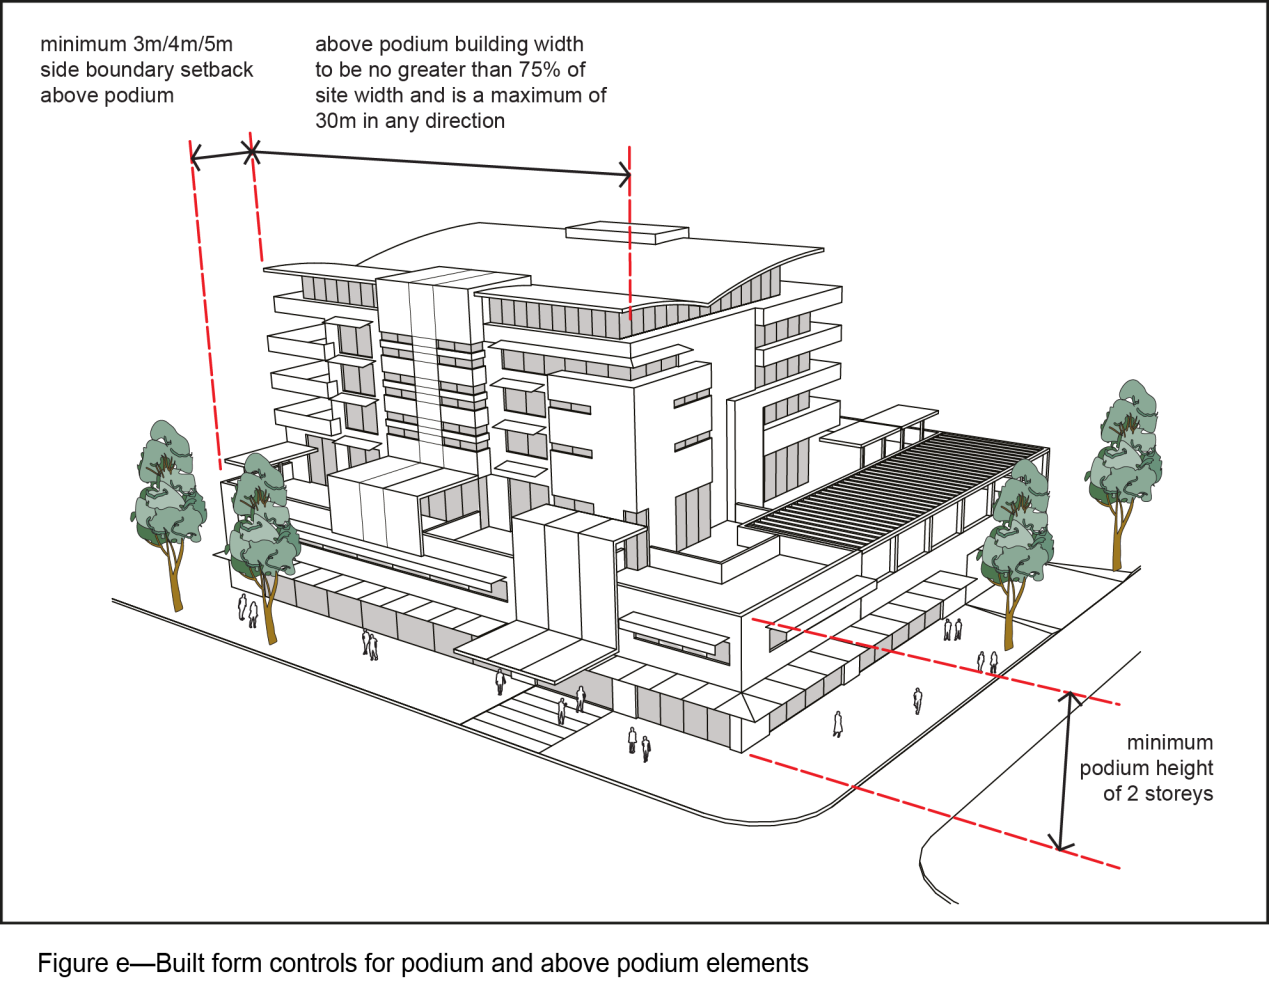 minimum 3m/4m/5m
side boundary setback
above podium
above podium building width
to be no greater than 75% of
site width and is a maximum of
30m in any direction
minimum
podium height
of 2 storeys
Figure e—Built form controls for podium and above podium elements